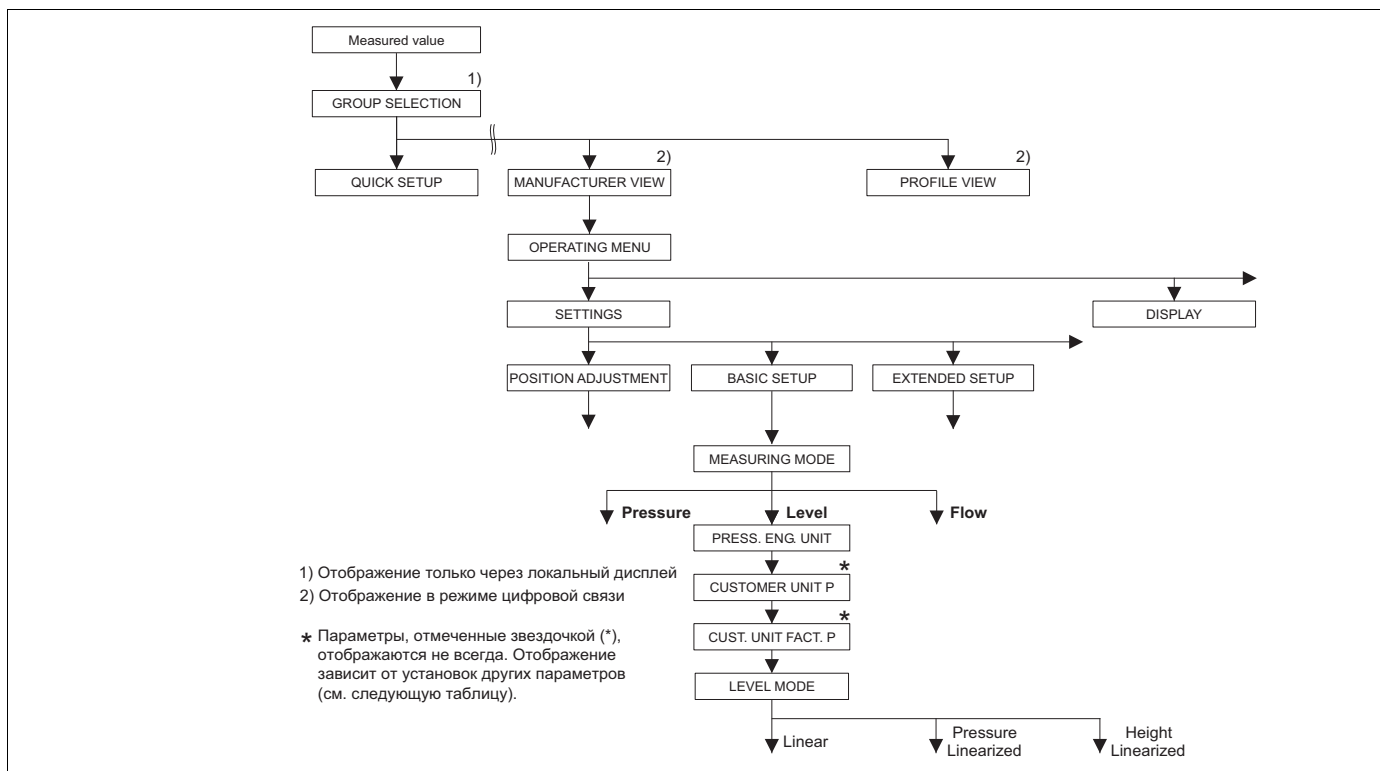 Measured value
1)
GROUP SELECTION
2)
2)
QUICK SETUP
MANUFACTURER VIEW
PROFILE VIEW
OPERATING MENU
SETTINGS
DISPLAY
POSITION ADJUSTMENT
BASIC SETUP
EXTENDED SETUP
MEASURING MODE
Pressure
Level
Flow
PRESS. ENG. UNIT
*
CUSTOMER UNIT P
*
CUST. UNIT FACT. P
LEVEL MODE
Linear
Pressure
Linearized
Height
Linearized
1) Отображение только через локальный дисплей
2) Отображение в режиме цифровой связи
* Параметры, отмеченные звездочкой (*),
отображаются не всегда. Отображение
зависит от установок других параметров
(см. следующую таблицу).